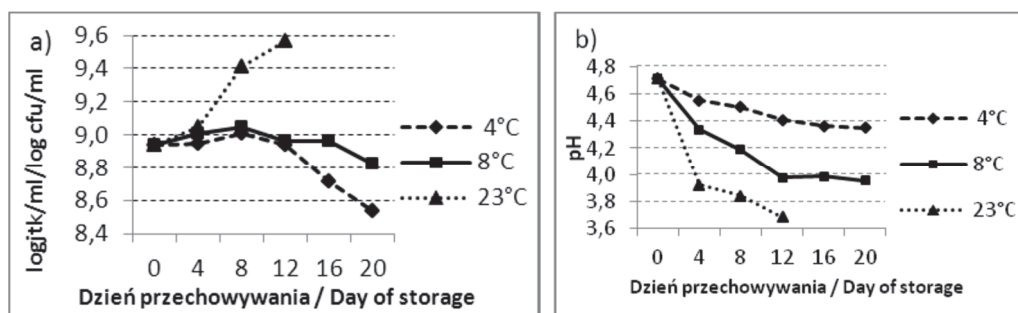 a)
logjtk/ml/log cfu/ml
9,6
9,4
9,2
9,0
8,8
8,6
8,4
0 4 8 12 16 20
Dzień przechowywania / Day of storage
4°C
8°C
23°C
b)
pH
4,8
4,6
4,4
4,2
4,0
3,8
3,6
0 4 8 12 16 20
Dzień przechowywania / Day of storage
4°C
8°C
23°C